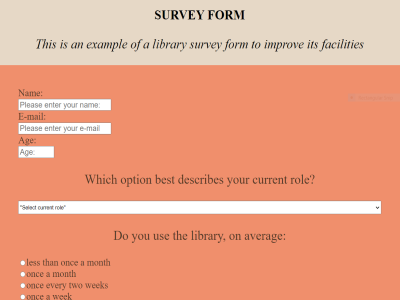 SURVEY FORM
This is an example of a library survey form to improve its facilities
Name:
Please enter your name:
E-mail:
Please enter your e-mail
Age:
Age:
Which option best describes your current role?
"Select current role"
Do you use the library, on average:
less than once a month
once a month
once every two weeks
once a week